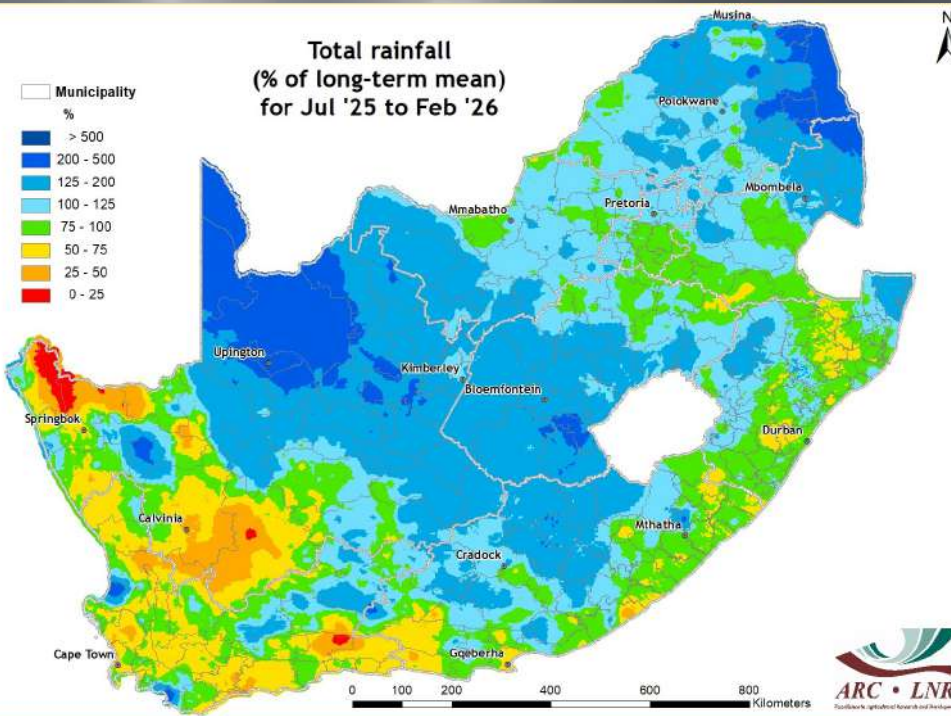 Total rainfall
(% of long-term mean)
for Jul '25 to Feb '26
N
Municipality
%
> 500
200 - 500
125 - 200
100 - 125
75 - 100
50 - 75
25 - 50
0 - 25
Musina
Polokwane
Mbombela
Pretoria
Mmabatho
Upington
Kimberley
Bloemfontein
Springbok
Durban
Calvinia
Mthatha
Cradock
Cape Town
Gqeberha
0 100 200 400 600 800
Kilometers
ARC • LNR